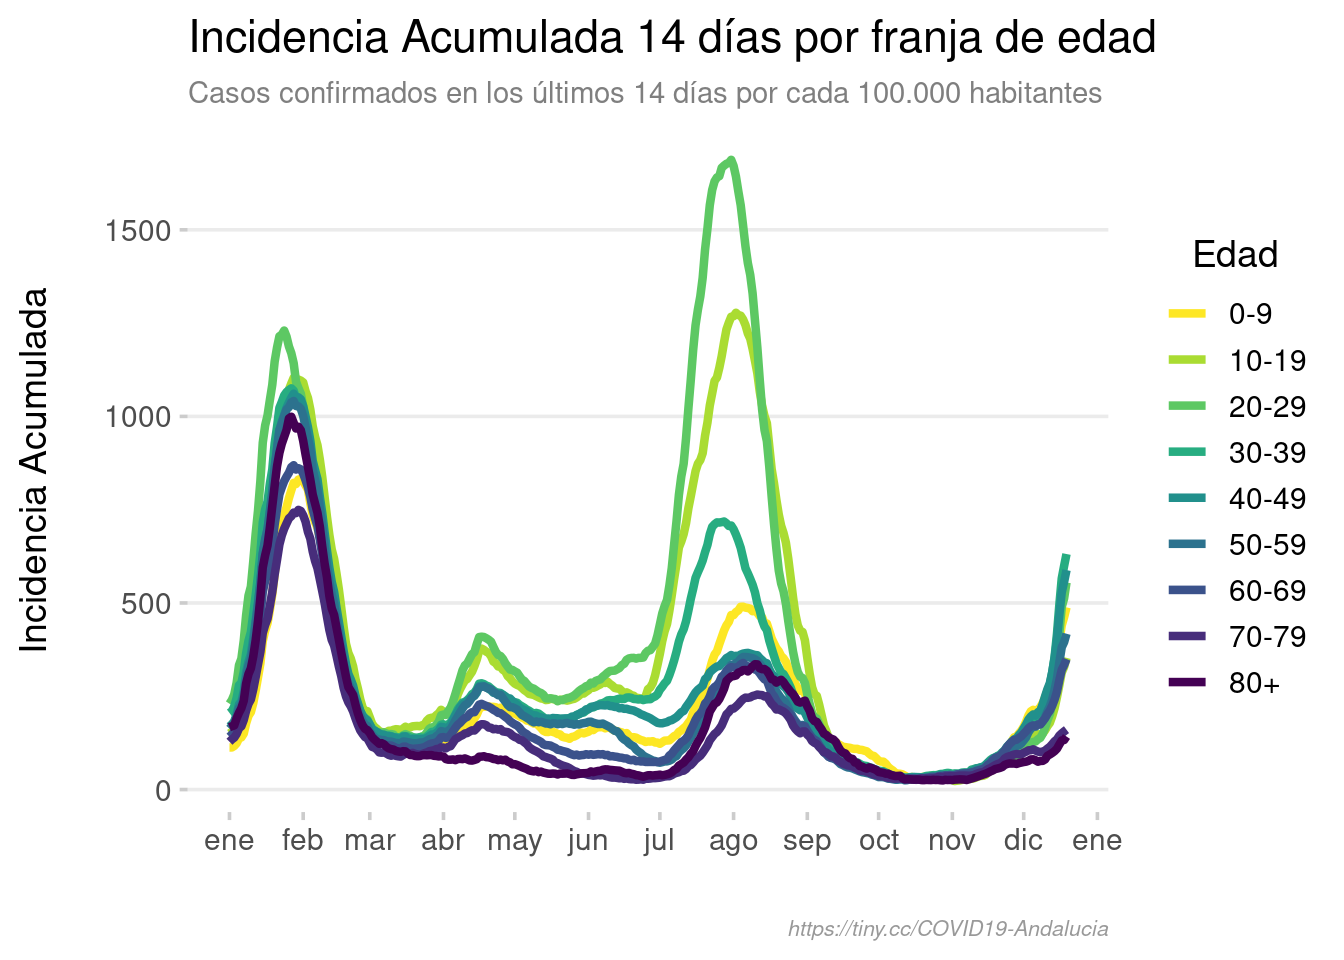 Incidencia Acumulada 14 días por franja de edad
Casos confirmados en los últimos 14 días por cada 100.000 habitantes
Incidencia Acumulada
1500
1000
500
0
ene feb mar abr may jun jul ago sep oct nov dic ene
Edad
0-9
10-19
20-29
30-39
40-49
50-59
60-69
70-79
80+
https://tiny.cc/COVID19-Andalucia